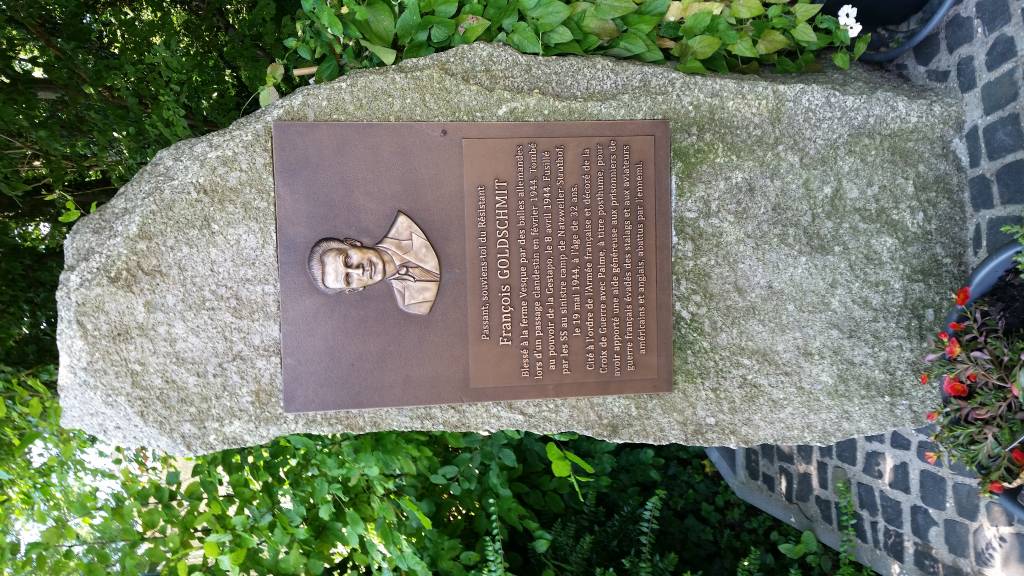 Passant, souviens-toi du Résistant
François GOLDSCHMIT
Blessé à la ferme Vesque par des balles allemandes
lors d'un passage clandestin en février 1943. Tombé
au pouvoir de la Gestapo, le 8 avril 1944. Fusillé
par les SS au sinistre camp de Natzweiler-Struthof,
le 19 mai 1944, à l'âge de 23 ans.
Cité à l'ordre de l'Armée française et décoré de la
Croix de Guerre avec Palme, à titre posthume, pour
avoir apporté une aide généreuse aux prisonniers de
guerre français évadés des stalags et aux aviateurs
américains et anglais, abattus par l'ennemi.